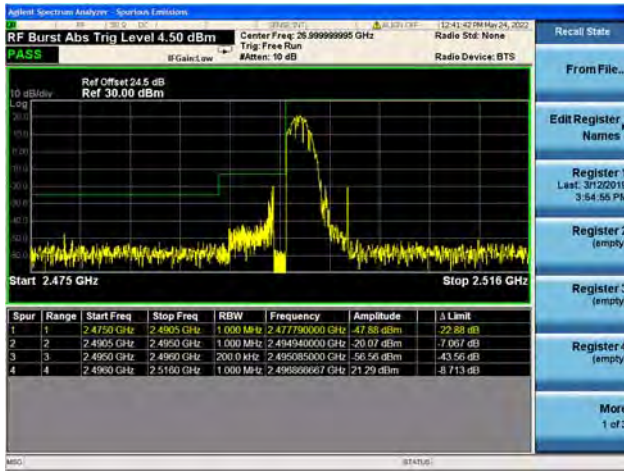 Agilent Spectrum Analyzer - Spurious Emissions
RF Burst Abs Trig Level 4.50 dBm
Center Freq: 26.999999995 GHz
Radio Std: None
12:41:42 PM May 24, 2022
Trig: Free Run
PASS
IFGain:Low
#Atten: 10 dB
Radio Device: BTS
Ref Offset 24.5 dB
10 dB/div
Ref 30.00 dBm
Log
Start 2.475 GHz
Stop 2.516 GHz
Spur Range Start Freq Stop Freq RBW Frequency Amplitude Δ Limit
1 1 2.4750 GHz 2.4905 GHz 1.000 MHz 2.477790000 GHz -47.88 dBm -22.88 dB
2 2 2.4905 GHz 2.4950 GHz 1.000 MHz 2.494940000 GHz -20.07 dBm -7.067 dB
3 3 2.4950 GHz 2.4960 GHz 200.0 kHz 2.495085000 GHz -56.56 dBm -43.56 dB
4 4 2.4960 GHz 2.5160 GHz 1.000 MHz 2.496866667 GHz 21.29 dBm -8.713 dB
MSG
STATUS
Recall State
From File...
Edit Register
Names
Register
Last: 3/12/2019
3:54:55 PM
Register 2
(empty
Register 3
(empty
Register 4
(empty
More
1 of